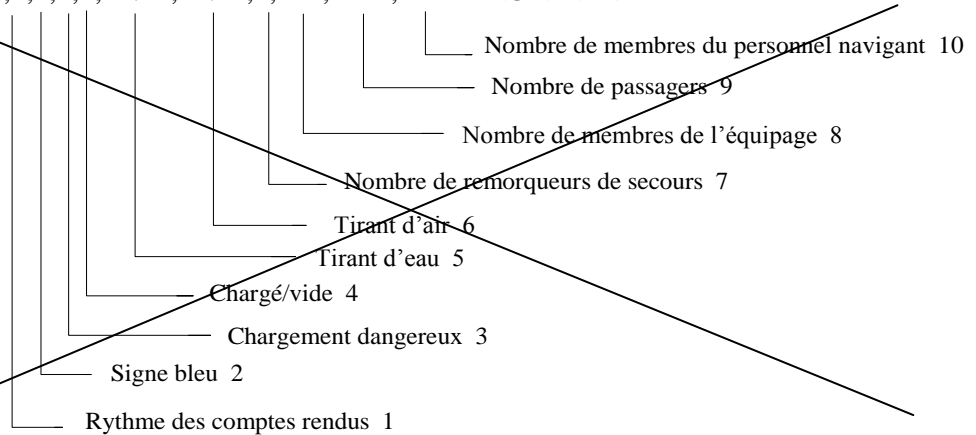 Nombre de membres du personnel navigant 10
Nombre de passagers 9
Nombre de membres de l’équipage 8
Nombre de remorqueurs de secours 7
Tirant d’air 6
Tirant d’eau 5
Chargé/vide 4
Chargement dangereux 3
Signe bleu 2
Rythme des comptes rendus 1